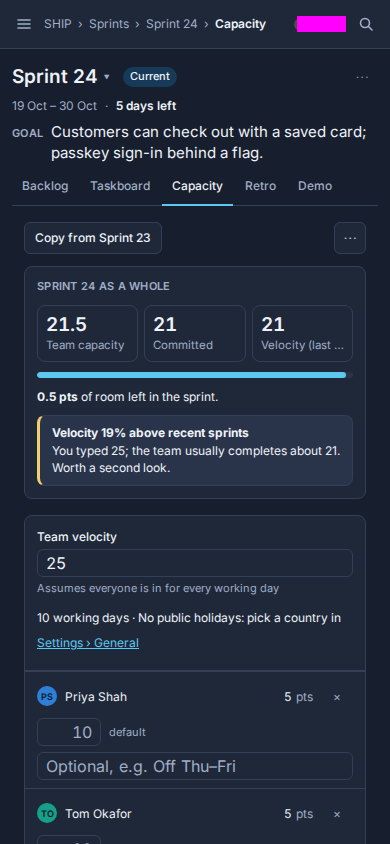 SHIP › Sprints › Sprint 24 › Capacity
Sprint 24 ▾ Current ...
19 Oct – 30 Oct · 5 days left
GOAL Customers can check out with a saved card;
passkey sign-in behind a flag.
Backlog Taskboard Capacity Retro Demo
Copy from Sprint 23 ...
SPRINT 24 AS A WHOLE
21.5 21 21
Team capacity Committed Velocity (last ...
0.5 pts of room left in the sprint.
Velocity 19% above recent sprints
You typed 25; the team usually completes about 21.
Worth a second look.
Team velocity
25
Assumes everyone is in for every working day
10 working days · No public holidays: pick a country in
Settings › General
PS Priya Shah 5 pts ×
10 default
Optional, e.g. Off Thu–Fri
TO Tom Okafor 5 pts ×